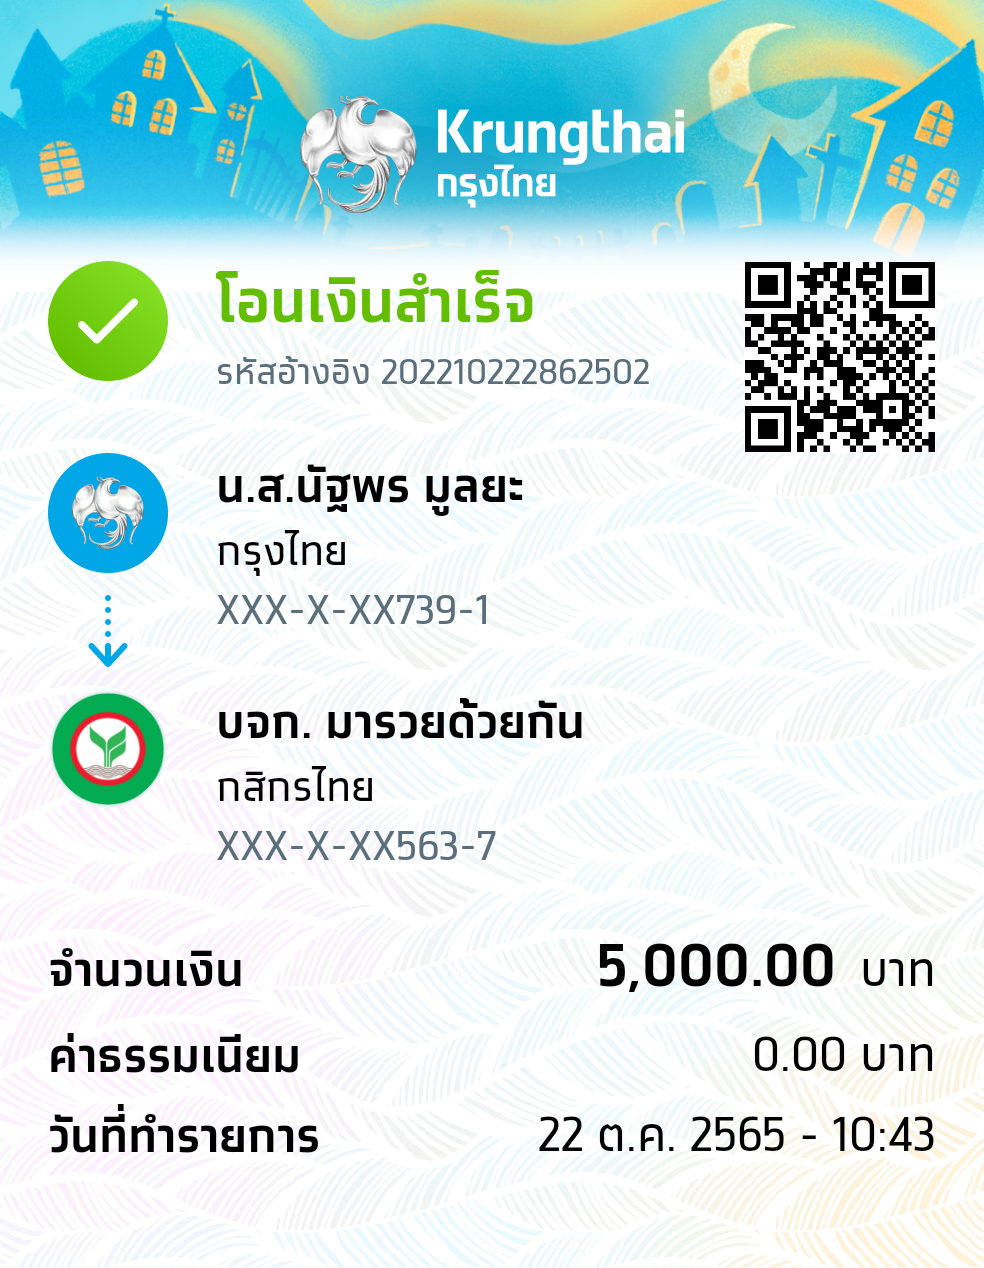 Krungthai
กรุงไทย
โอนเงินสำเร็จ
รหัสอ้างอิง 202210222862502
น.ส.นัฐพร มูลยะ
กรุงไทย
XXX-X-XX739-1
บจก. มารวยด้วยกัน
กสิกรไทย
XXX-X-XX563-7
จำนวนเงิน 5,000.00 บาท
ค่าธรรมเนียม 0.00 บาท
วันที่ทำรายการ 22 ต.ค. 2565 - 10:43